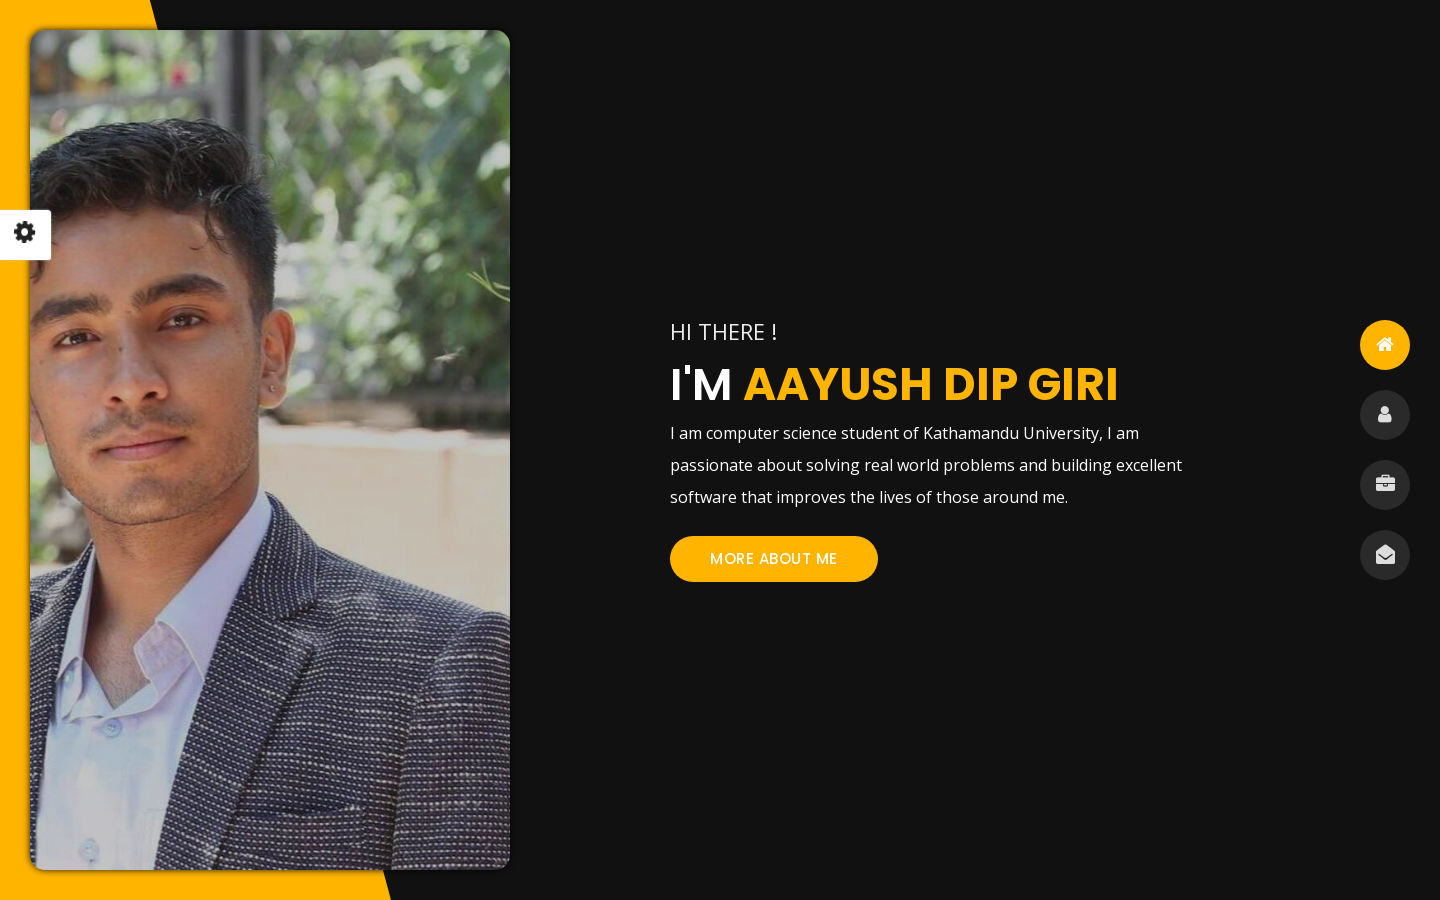 HI THERE !
I'M AAYUSH DIP GIRI
I am computer science student of Kathamandu University, I am
passionate about solving real world problems and building excellent
software that improves the lives of those around me.
MORE ABOUT ME